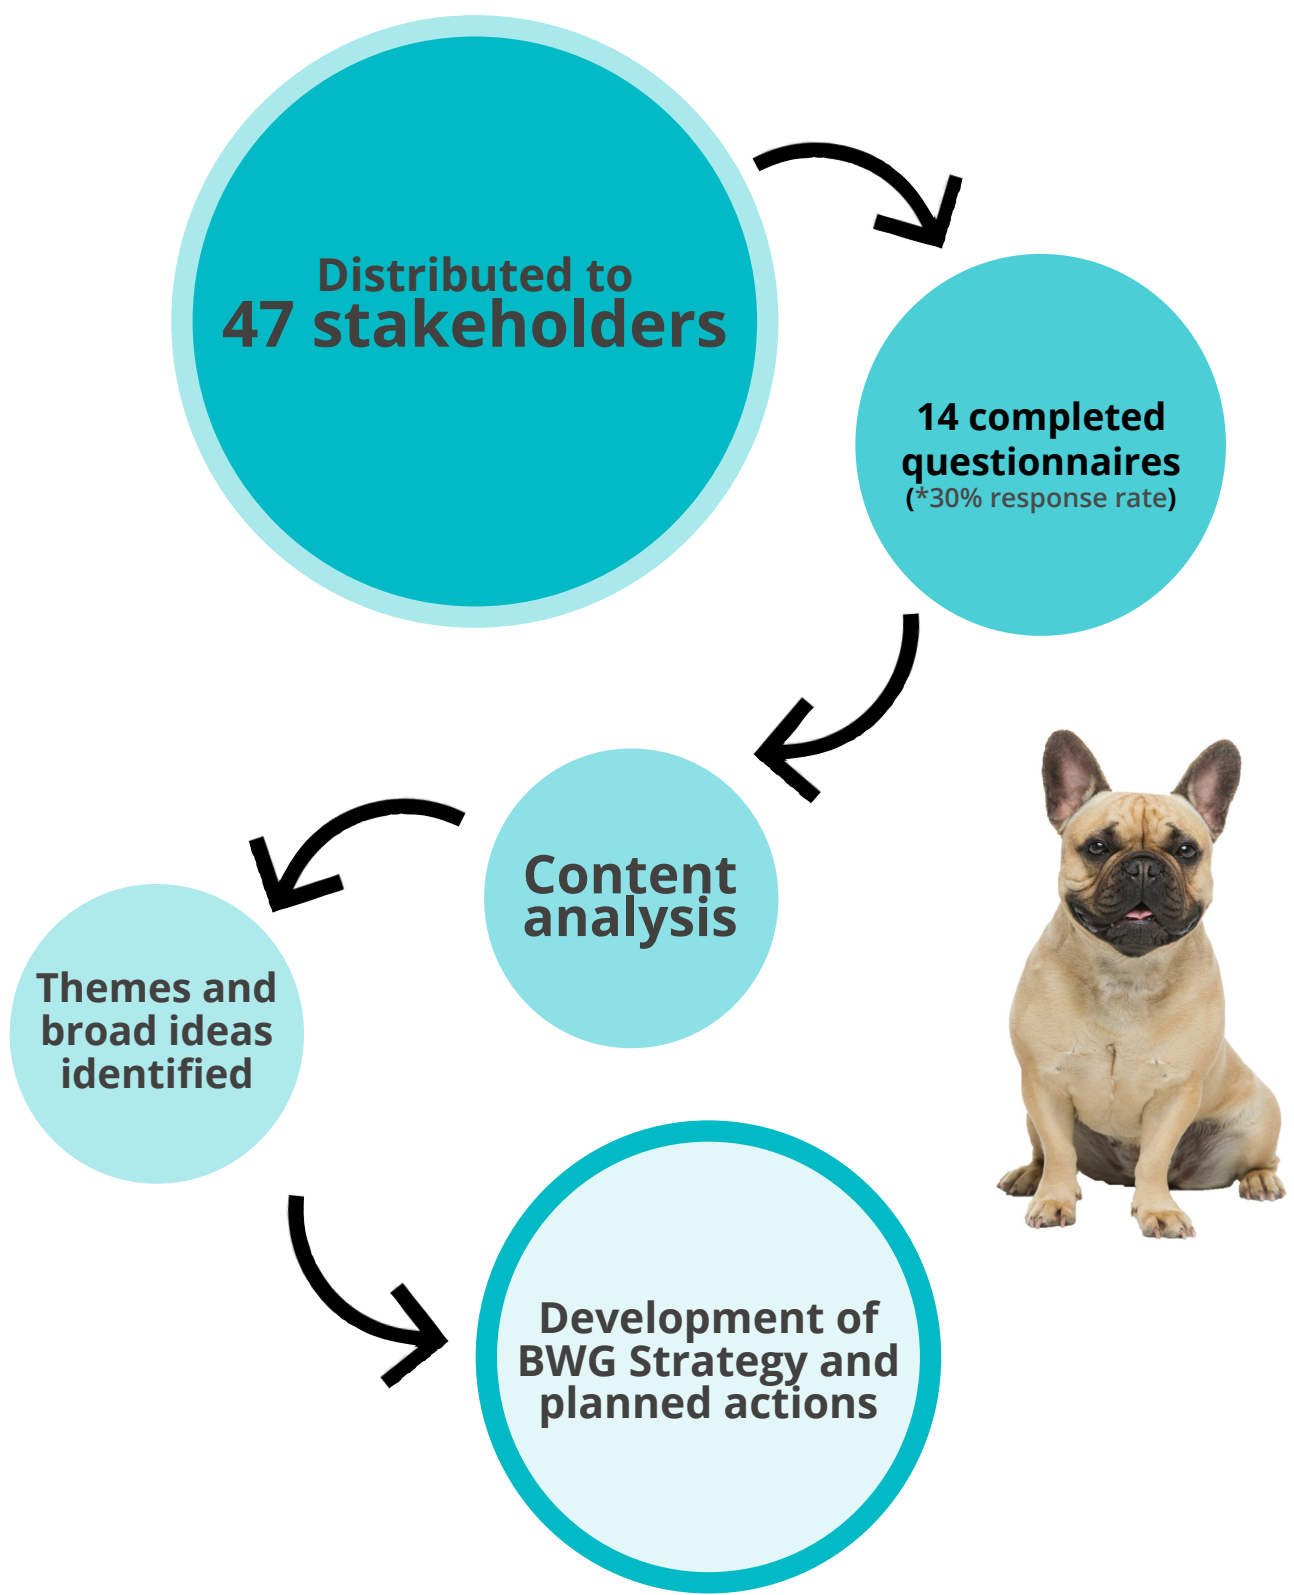 Distributed to
47 stakeholders
14 completed
questionnaires
(*30% response rate)
Content
analysis
Themes and
broad ideas
identified
Development of
BWG Strategy and
planned actions